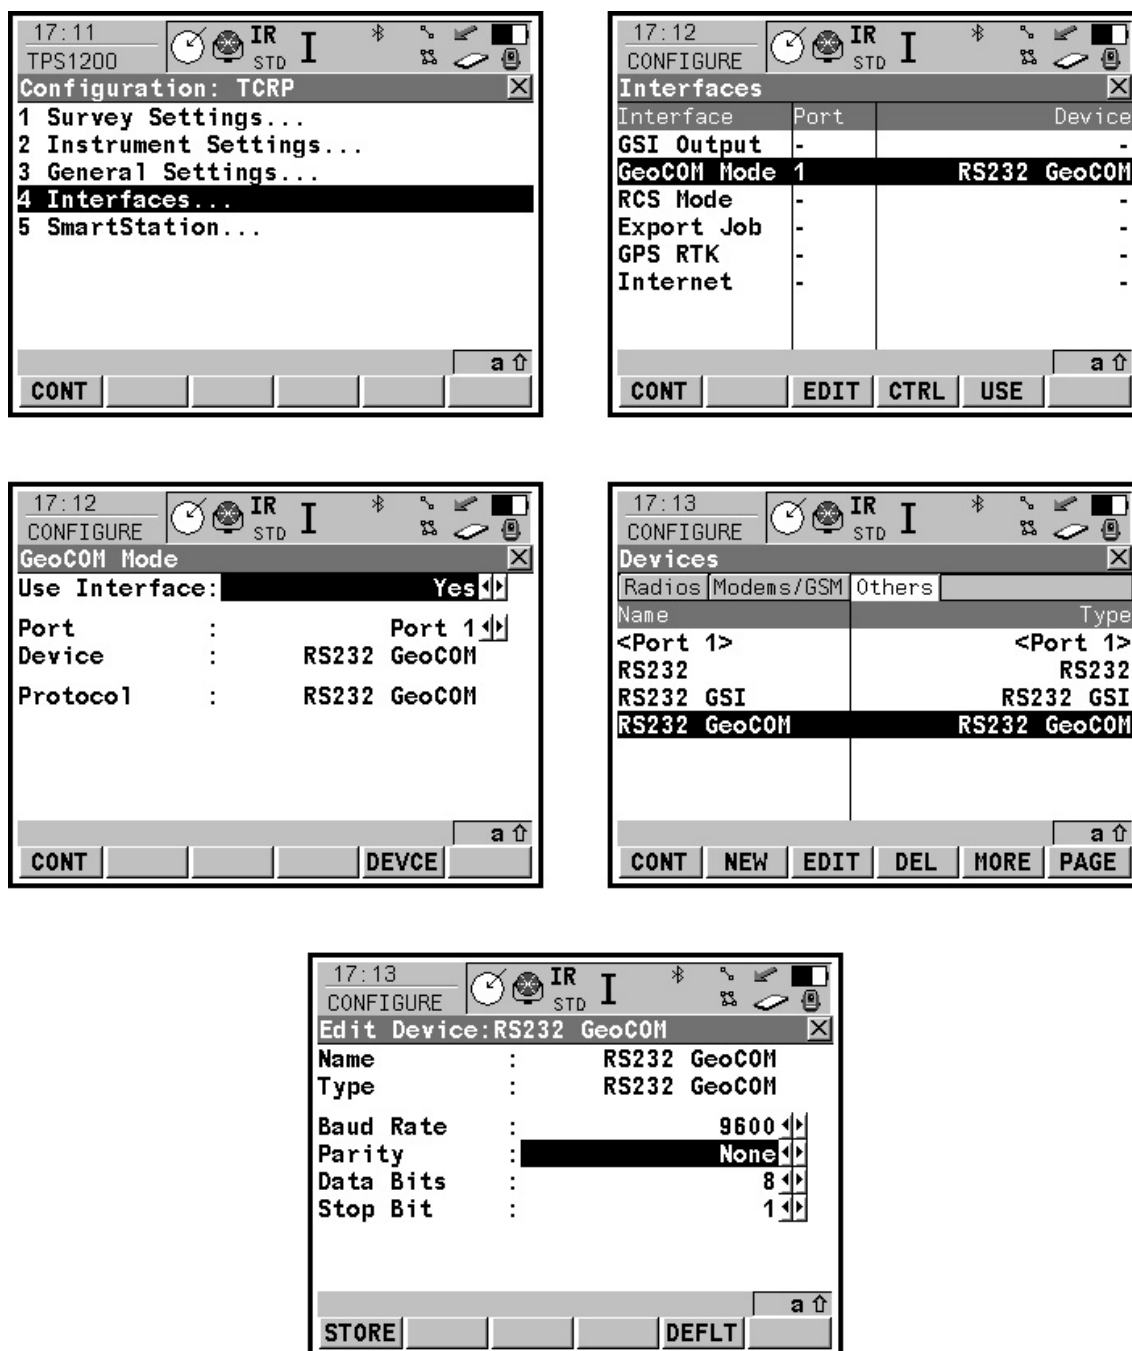 17:11
TPS1200
IR
STD
I
Configuration: TCRP
1 Survey Settings...
2 Instrument Settings...
3 General Settings...
4 Interfaces...
5 SmartStation...
a
CONT
17:12
CONFIGURE
IR
STD
I
Interfaces
Interface Port Device
GSI Output - -
GeoCOM Mode 1 RS232 GeoCOM
RCS Mode - -
Export Job - -
GPS RTK - -
Internet - -
a
CONT EDIT CTRL USE
17:12
CONFIGURE
IR
STD
I
GeoCOM Mode
Use Interface: Yes
Port : Port 1
Device : RS232 GeoCOM
Protocol : RS232 GeoCOM
a
CONT DEVCE
17:13
CONFIGURE
IR
STD
I
Devices
Radios Modems/GSM Others
Name Type
<Port 1> <Port 1>
RS232 RS232
RS232 GSI RS232 GSI
RS232 GeoCOM RS232 GeoCOM
a
CONT NEW EDIT DEL MORE PAGE
17:13
CONFIGURE
IR
STD
I
Edit Device:RS232 GeoCOM
Name : RS232 GeoCOM
Type : RS232 GeoCOM
Baud Rate : 9600
Parity : None
Data Bits : 8
Stop Bit : 1
a
STORE DEFLT